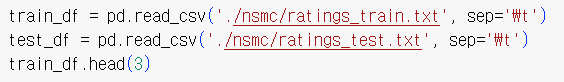 train_df = pd.read_csv('./nsmc/ratings_train.txt', sep='₩t')
test_df = pd.read_csv('./nsmc/ratings_test.txt', sep='₩t')
train_df.head(3)